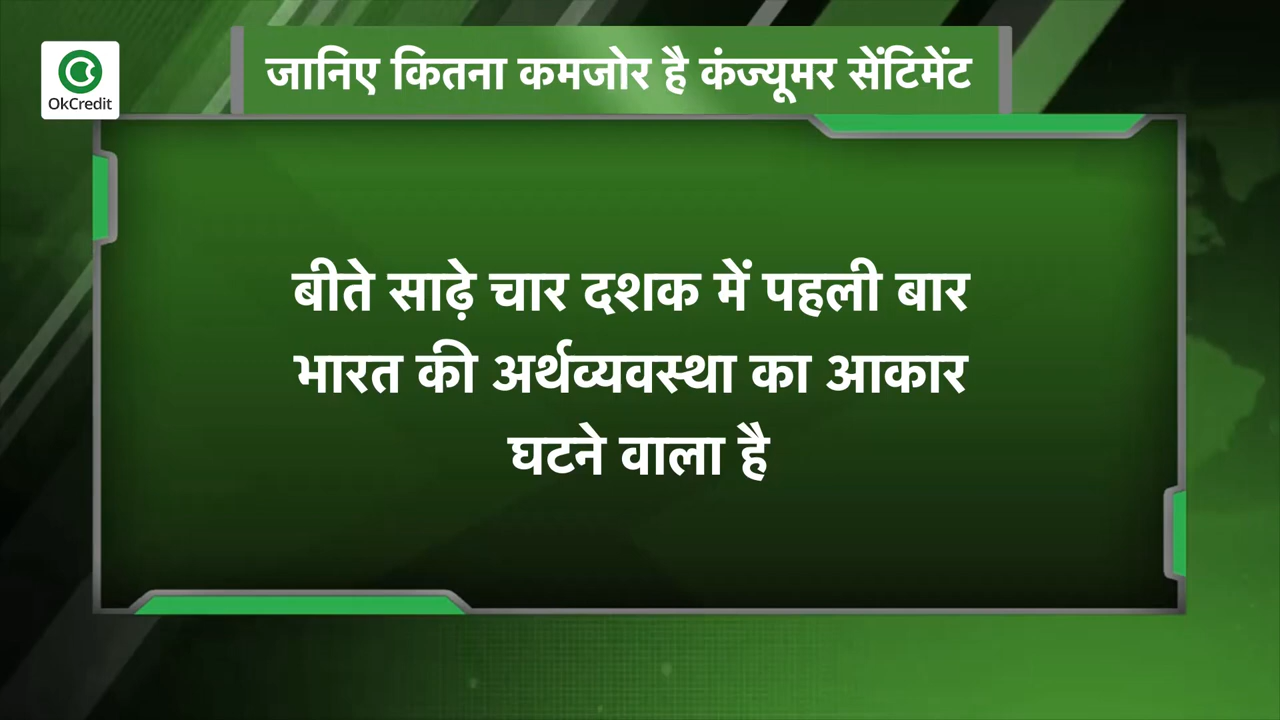 OkCredit
जानिए कितना कमजोर है कंज्यूमर सेंटिमेंट
बीते साढ़े चार दशक में पहली बार
भारत की अर्थव्यवस्था का आकार
घटने वाला है